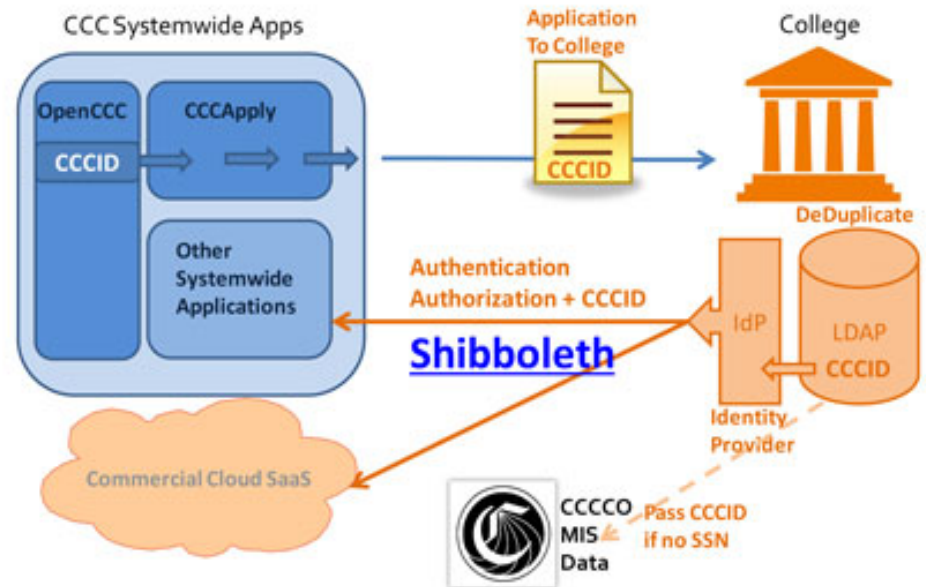 CCC Systemwide Apps
Application
To College
College
OpenCCC
CCCApply
CCCID
CCCID
DeDuplicate
Other
Systemwide
Applications
Authentication
Authorization + CCCID
Shibboleth
IdP
LDAP
CCCID
Identity
Provider
Commercial Cloud SaaS
C
CCCCO
MIS
Data
Pass CCCID
if no SSN